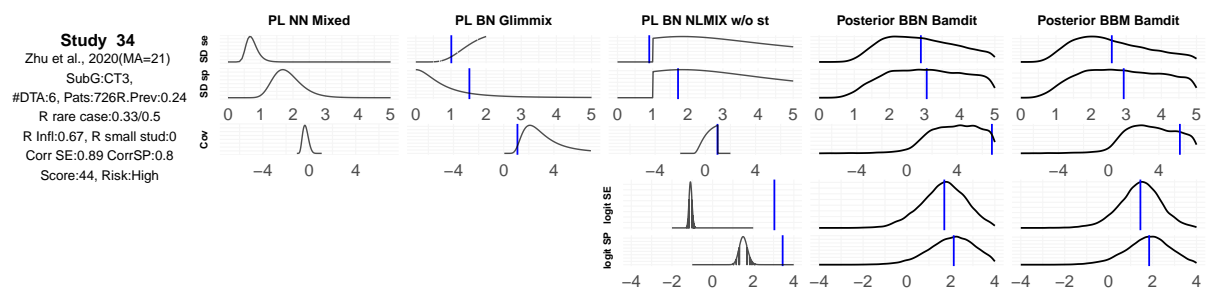 PL NN Mixed PL BN Glimmix PL BN NLMIX w/o st Posterior BBN Bamdit Posterior BBM Bamdit
Study 34
Zhu et al., 2020(MA=21)
SubG:CT3,
#DTA:6, Pats:726R.Prev:0.24
R rare case:0.33/0.5
R Infl:0.67, R small stud:0
Corr SE:0.89 CorrSP:0.8
Score:44, Risk:High
SD se
SD sp
0 1 2 3 4 5 0 1 2 3 4 5 0 1 2 3 4 5 0 1 2 3 4 5 0 1 2 3 4 5
Cov
−4 0 4 −4 0 4 −4 0 4 −4 0 4 −4 0 4
logit SE
logit SP
−4 −2 0 2 4 −4 −2 0 2 4 −4 −2 0 2 4